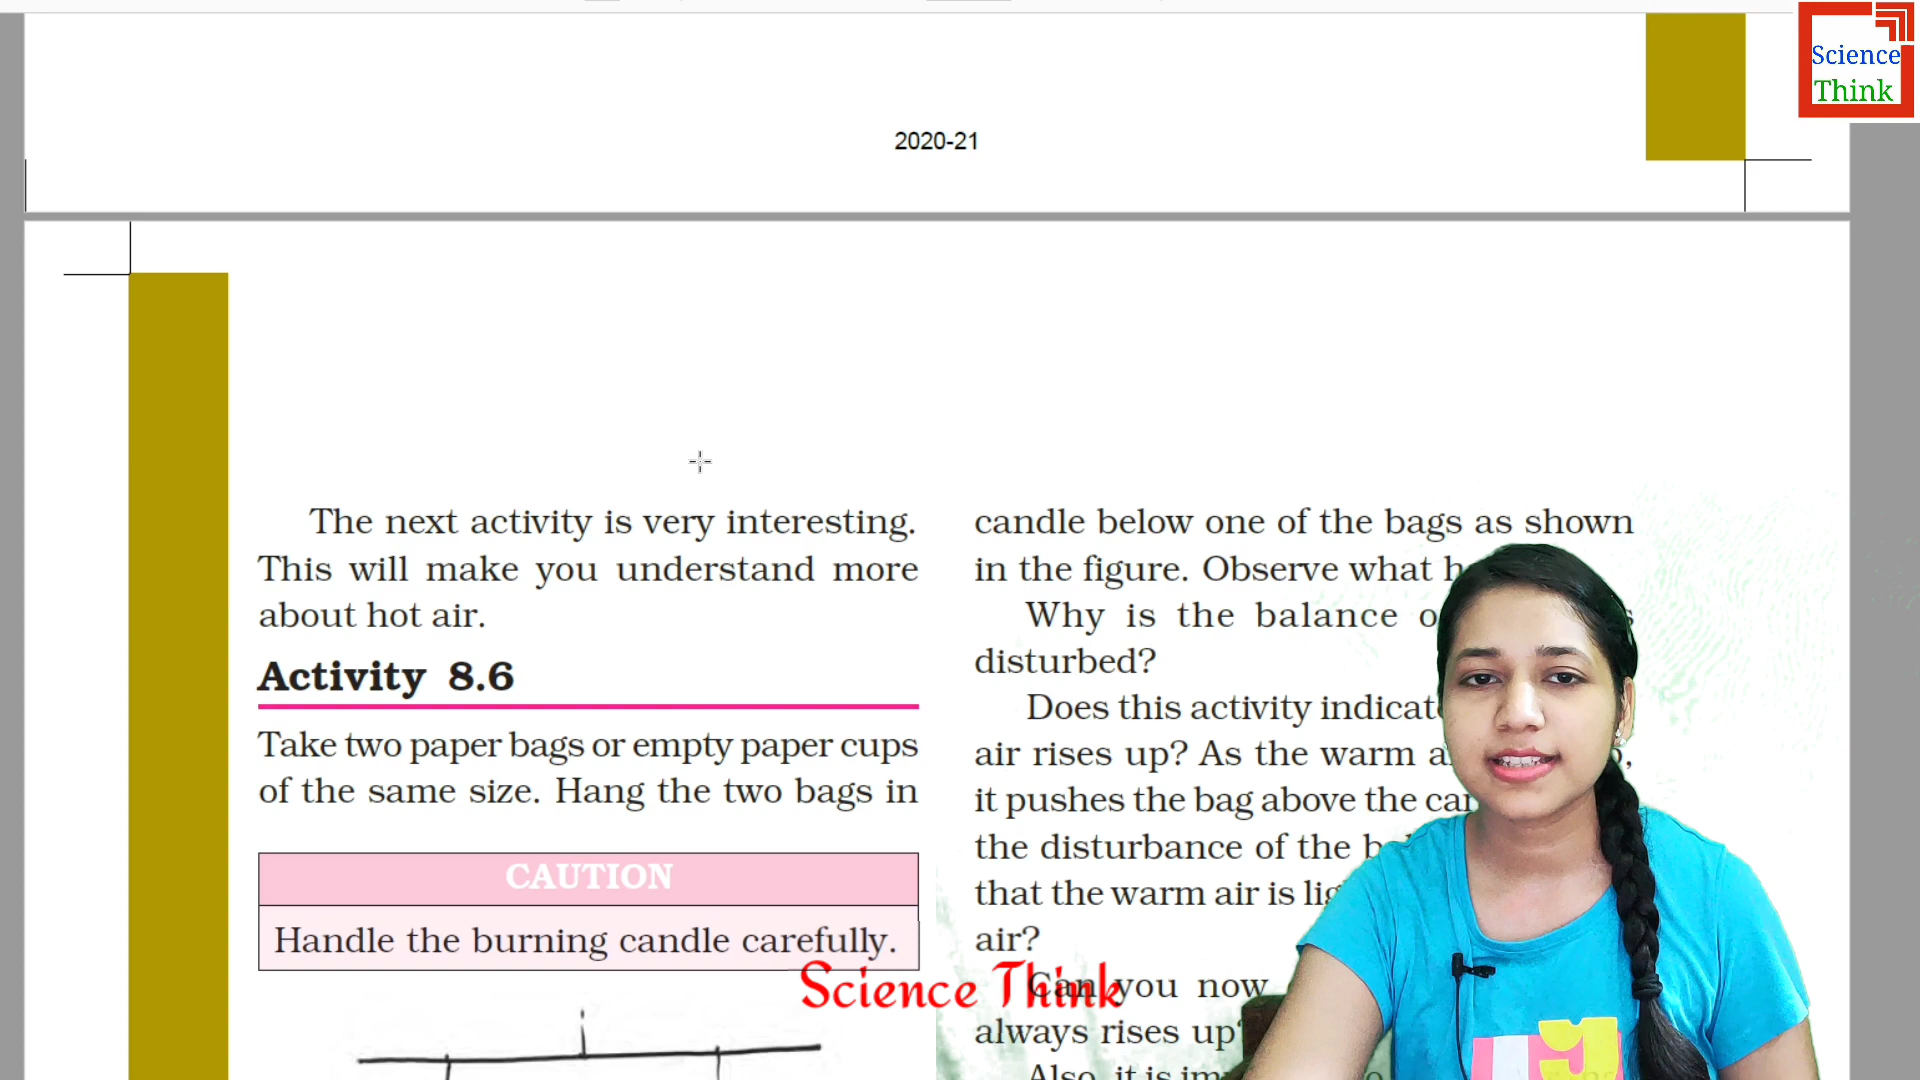 Science
Think
2020-21
The next activity is very interesting.
This will make you understand more
about hot air.
Activity 8.6
Take two paper bags or empty paper cups
of the same size. Hang the two bags in
CAUTION
Handle the burning candle carefully.
candle below one of the bags as shown
in the figure. Observe what
Why is the balance
disturbed?
Does this activity
air rises up? As the warm
it pushes the bag above the
the disturbance of the
that the warm air is
air?
Can you now
always rises up?
Also, it is
Science Think